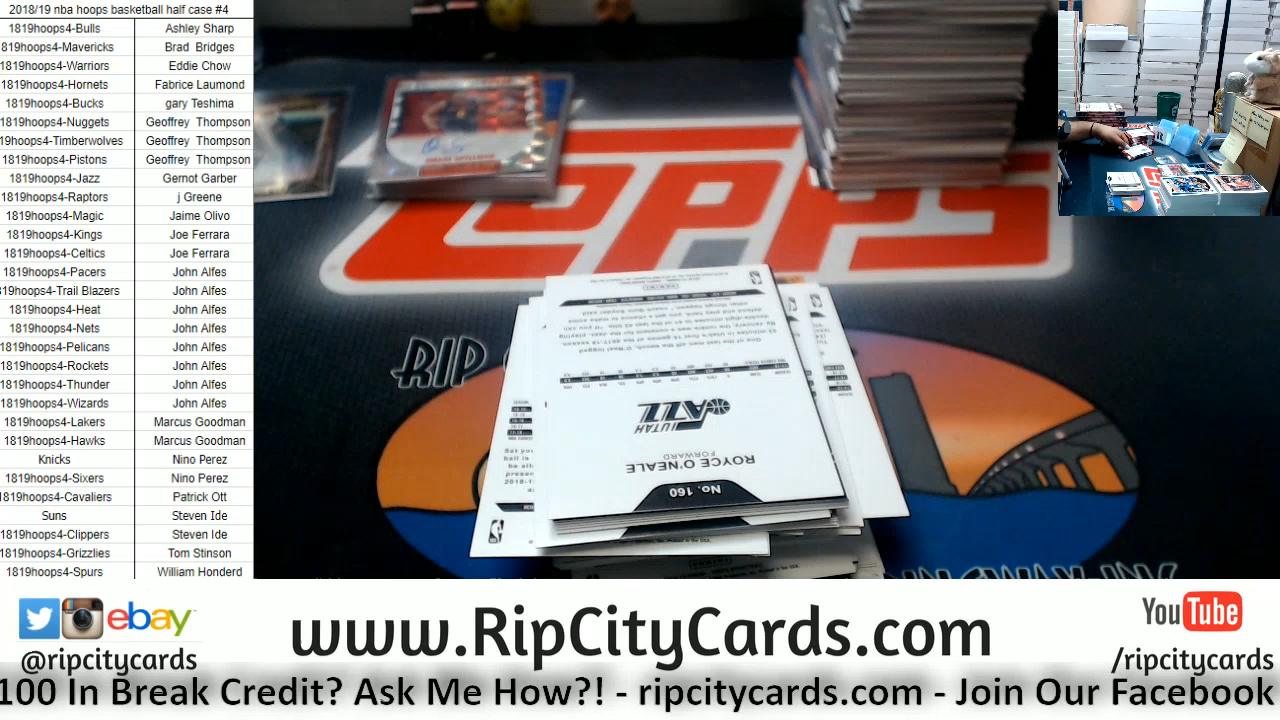 2018/19 nba hoops basketball half case #4
1819hoops4-Bulls Ashley Sharp
819hoops4-Mavericks Brad Bridges
1819hoops4-Warriors Eddie Chow
1819hoops4-Hornets Fabrice Laumond
1819hoops4-Bucks gary Teshima
1819hoops4-Nuggets Geoffrey Thompson
19hoops4-Timberwolves Geoffrey Thompson
1819hoops4-Pistons Geoffrey Thompson
1819hoops4-Jazz Gernot Garber
1819hoops4-Raptors j Greene
1819hoops4-Magic Jaime Olivo
1819hoops4-Kings Joe Ferrara
1819hoops4-Celtics Joe Ferrara
1819hoops4-Pacers John Alfes
819hoops4-Trail Blazers John Alfes
1819hoops4-Heat John Alfes
1819hoops4-Nets John Alfes
1819hoops4-Pelicans John Alfes
1819hoops4-Rockets John Alfes
1819hoops4-Thunder John Alfes
1819hoops4-Wizards John Alfes
1819hoops4-Lakers Marcus Goodman
1819hoops4-Hawks Marcus Goodman
Knicks Nino Perez
1819hoops4-Sixers Nino Perez
1819hoops4-Cavaliers Patrick Ott
Suns Steven Ide
1819hoops4-Clippers Steven Ide
1819hoops4-Grizzlies Tom Stinson
1819hoops4-Spurs William Honderd
topps
RIP
No. 160
ROYCE O'NEALE
FORWARD
UTAH JAZZ
ebay
@ripcitycards
www.RipCityCards.com
YouTube
/ripcitycards
100 In Break Credit? Ask Me How?! - ripcitycards.com - Join Our Facebook